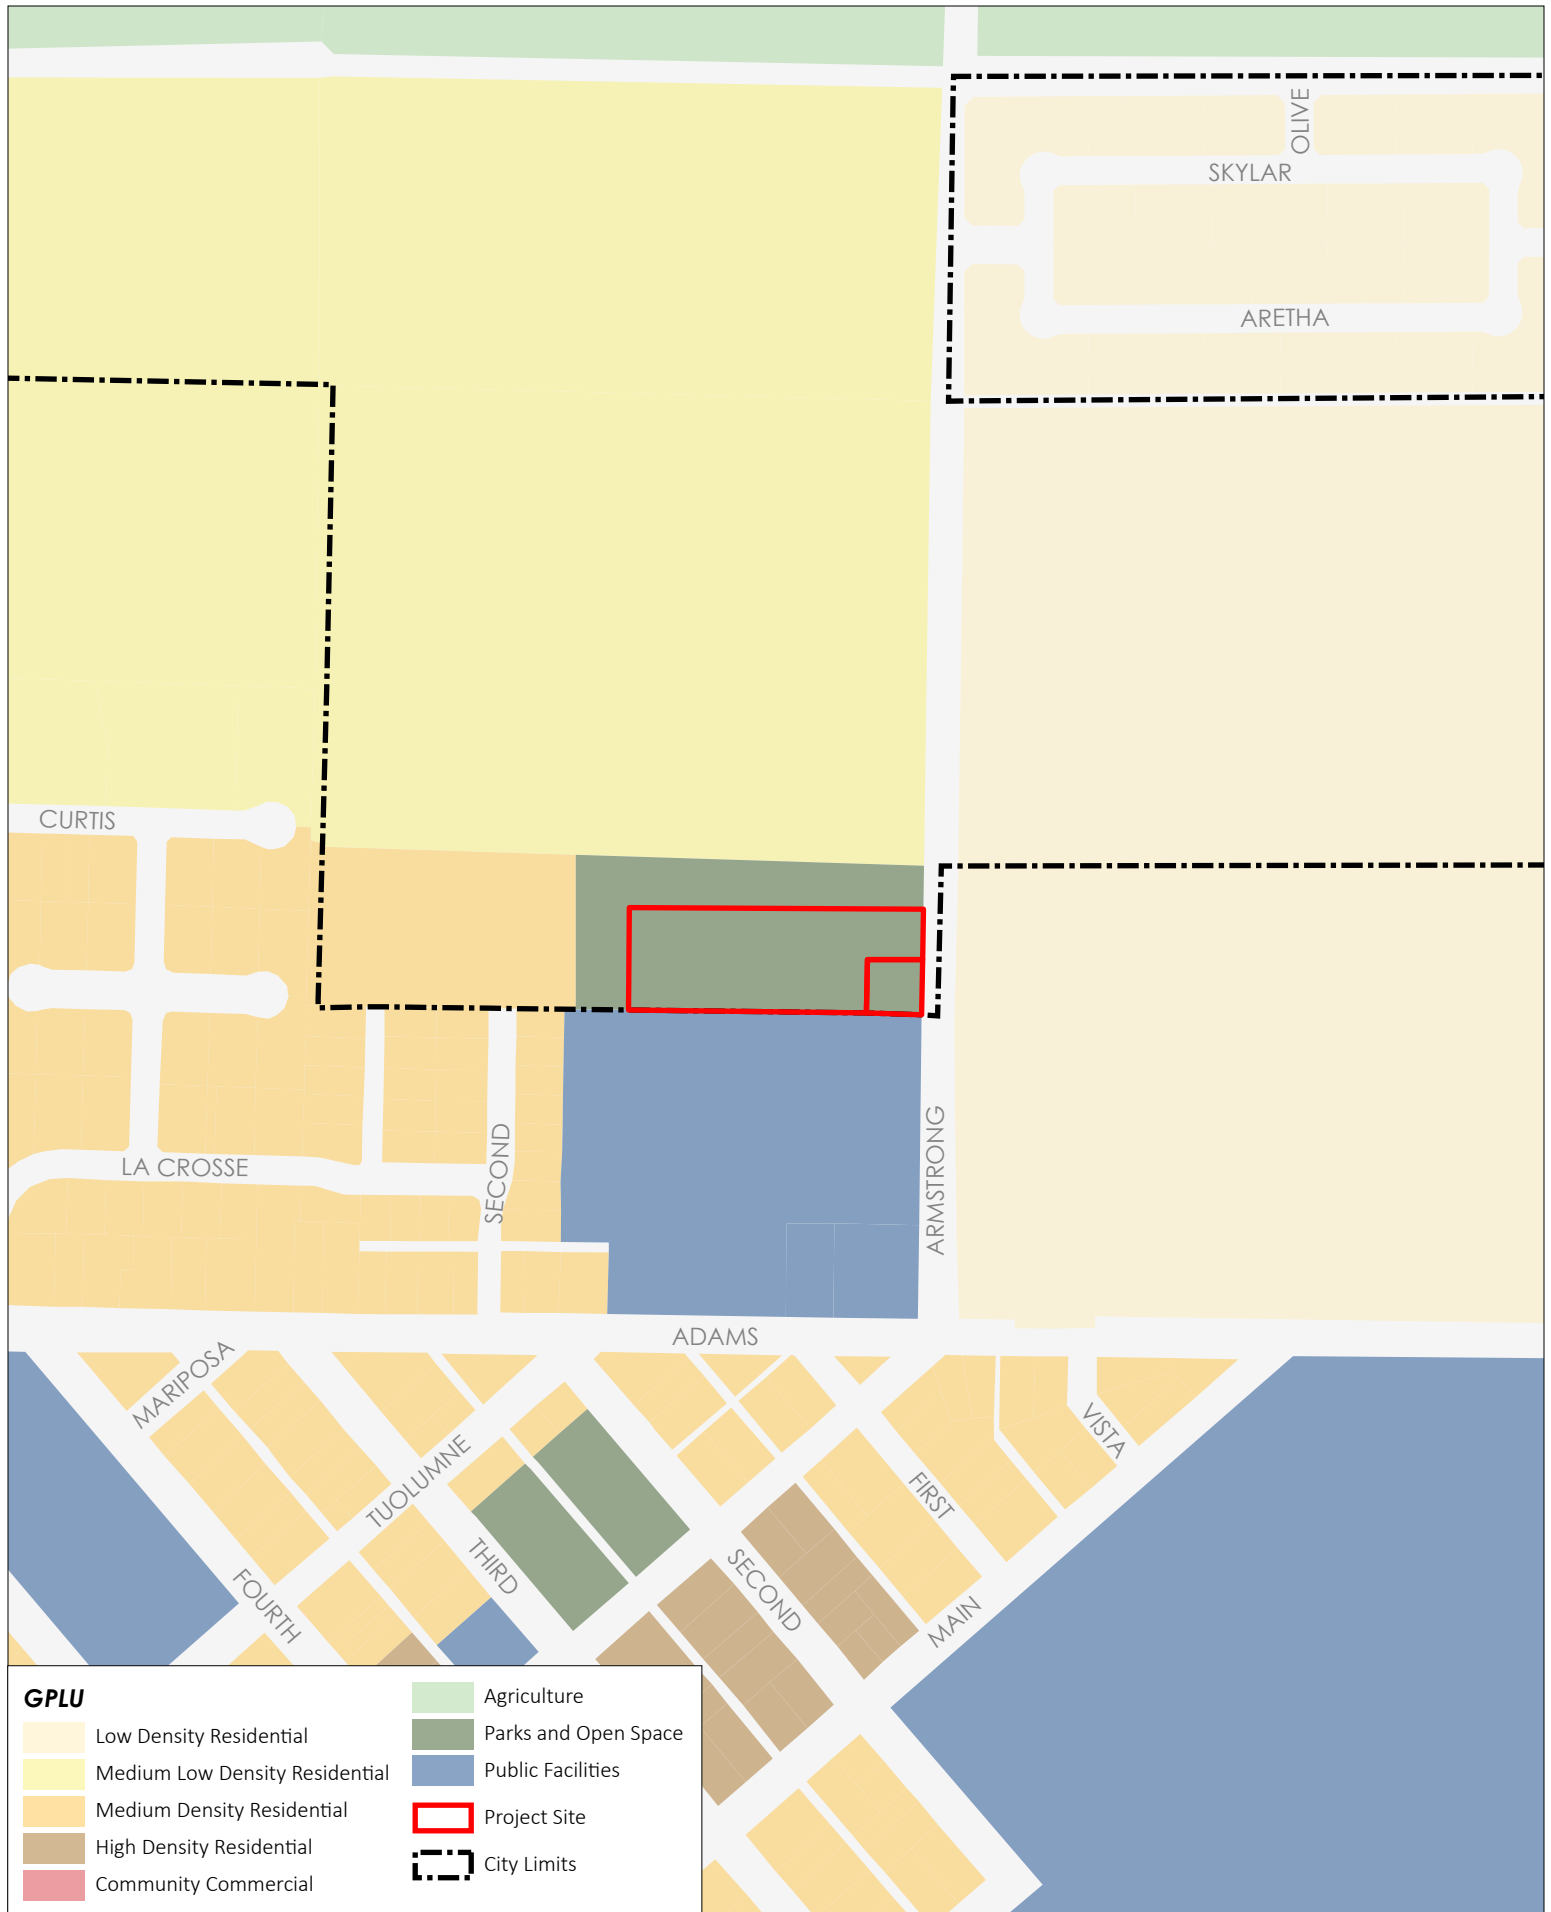 OLIVE
SKYLAR
ARETHA
CURTIS
LA CROSSE
SECOND
ARMSTRONG
ADAMS
MARIPOSA
TUOLUMNE
VISTA
FIRST
THIRD
SECOND
FOURTH
MAIN
GPLU
Low Density Residential
Medium Low Density Residential
Medium Density Residential
High Density Residential
Community Commercial
Agriculture
Parks and Open Space
Public Facilities
Project Site
City Limits